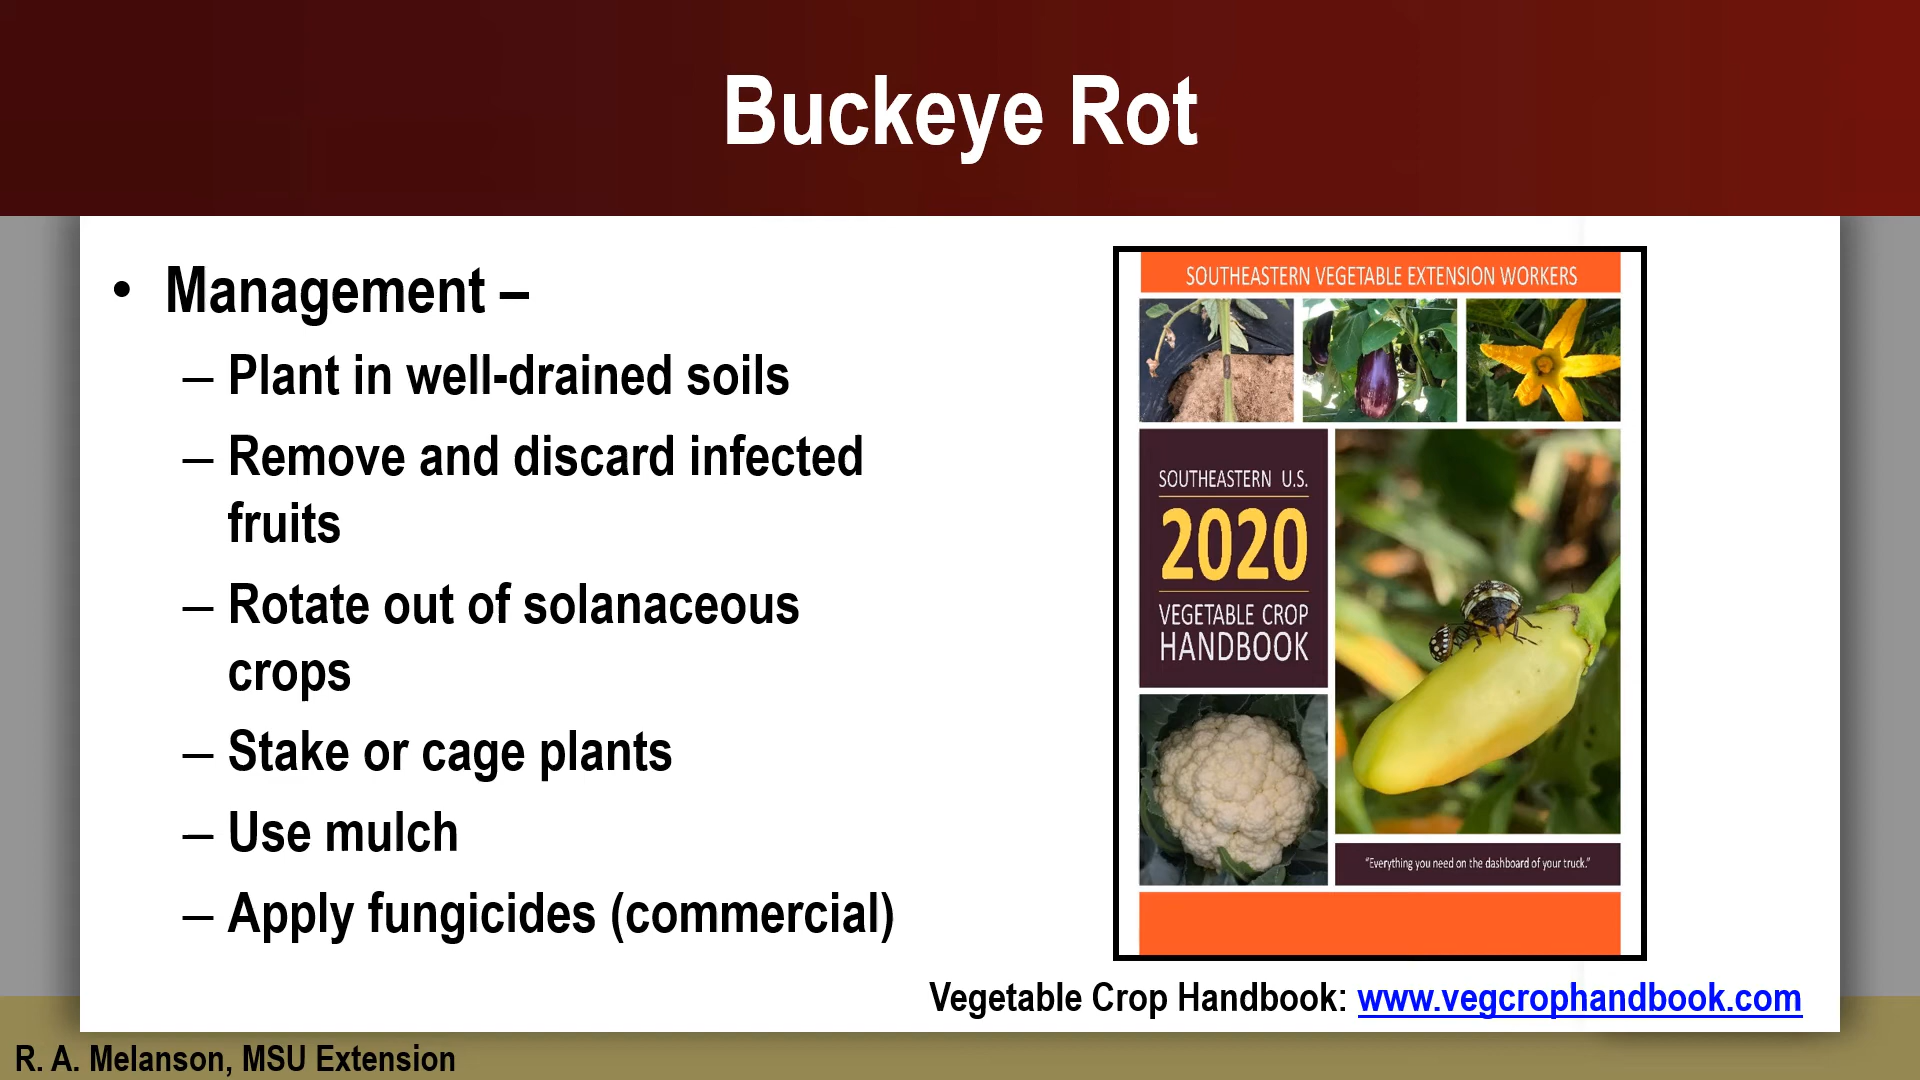 Buckeye Rot
• Management –
– Plant in well-drained soils
– Remove and discard infected
fruits
– Rotate out of solanaceous
crops
– Stake or cage plants
– Use mulch
– Apply fungicides (commercial)
SOUTHEASTERN VEGETABLE EXTENSION WORKERS
SOUTHEASTERN U.S.
2020
VEGETABLE CROP
HANDBOOK
"Everything you need on the dashboard of your truck."
Vegetable Crop Handbook: www.vegcrophandbook.com
R. A. Melanson, MSU Extension